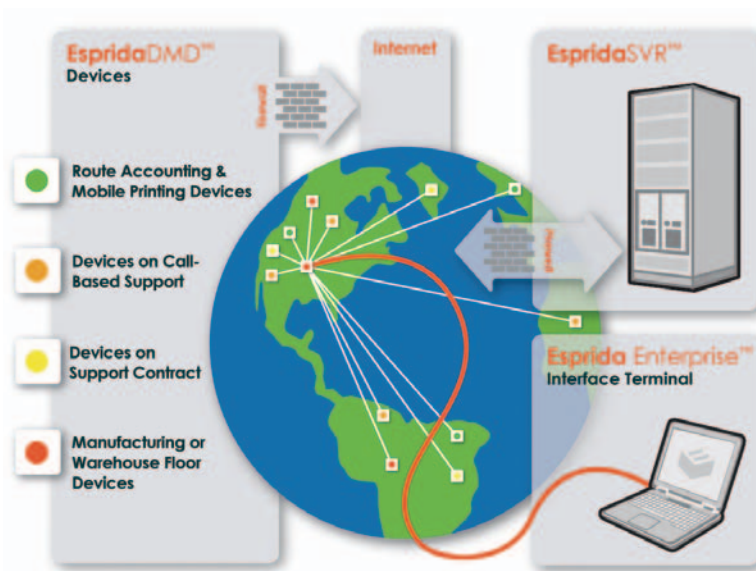 EspridaDMD™
Devices
firewall
Internet
EspridaSVR™
Route Accounting &
Mobile Printing Devices
Devices on Call-
Based Support
Devices on
Support Contract
Manufacturing or
Warehouse Floor
Devices
firewall
Esprida Enterprise™
Interface Terminal